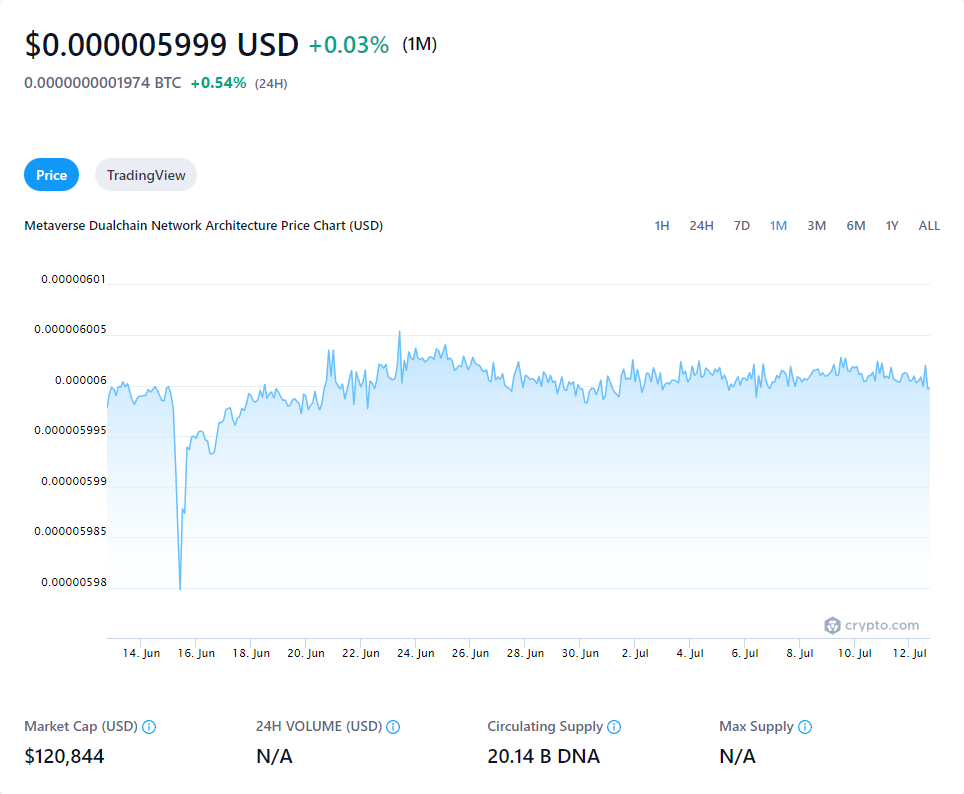 $0.000005999 USD +0.03% (1M)
0.0000000001974 BTC +0.54% (24H)
Price TradingView
Metaverse Dualchain Network Architecture Price Chart (USD) 1H 24H 7D 1M 3M 6M 1Y ALL
0.00000601
0.000006005
0.000006
0.000005995
0.00000599
0.000005985
0.00000598
crypto.com
14. Jun 16. Jun 18. Jun 20. Jun 22. Jun 24. Jun 26. Jun 28. Jun 30. Jun 2. Jul 4. Jul 6. Jul 8. Jul 10. Jul 12. Jul
Market Cap (USD) 24H VOLUME (USD) Circulating Supply Max Supply
$120,844 N/A 20.14 B DNA N/A